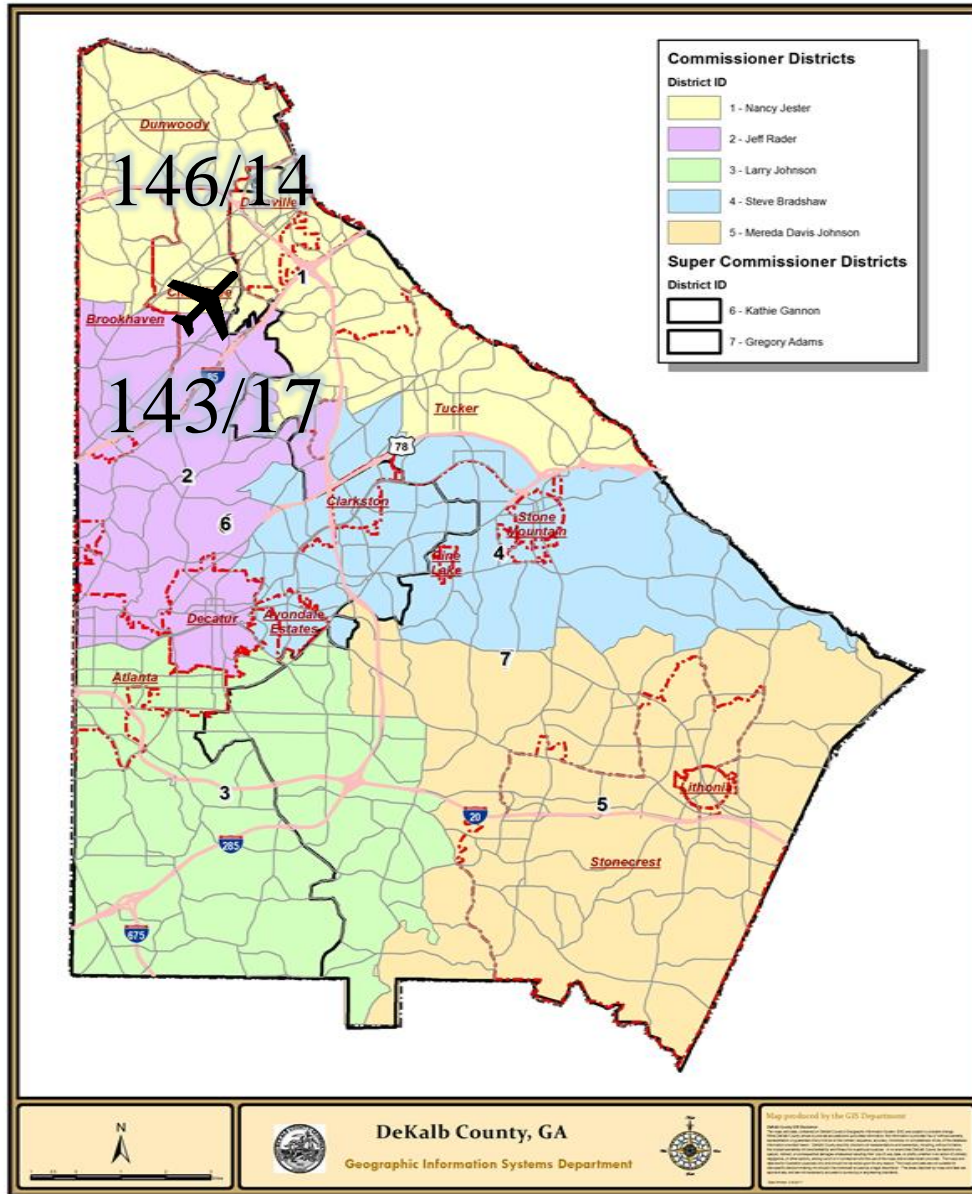 Commissioner Districts
District ID
1 - Nancy Jester
2 - Jeff Rader
3 - Larry Johnson
4 - Steve Bradshaw
5 - Mereda Davis Johnson
Super Commissioner Districts
District ID
6 - Kathie Gannon
7 - Gregory Adams
Dunwoody
146/14
1
Brookhaven
85
143/17
Tucker
78
2
Clarkston
Stone
Mountain
6
4
Lake
Decatur
Avondale
Estates
7
Atlanta
3
5
20
285
Stonecrest
675
N
DeKalb County, GA
Geographic Information Systems Department
Map produced by the GIS Department